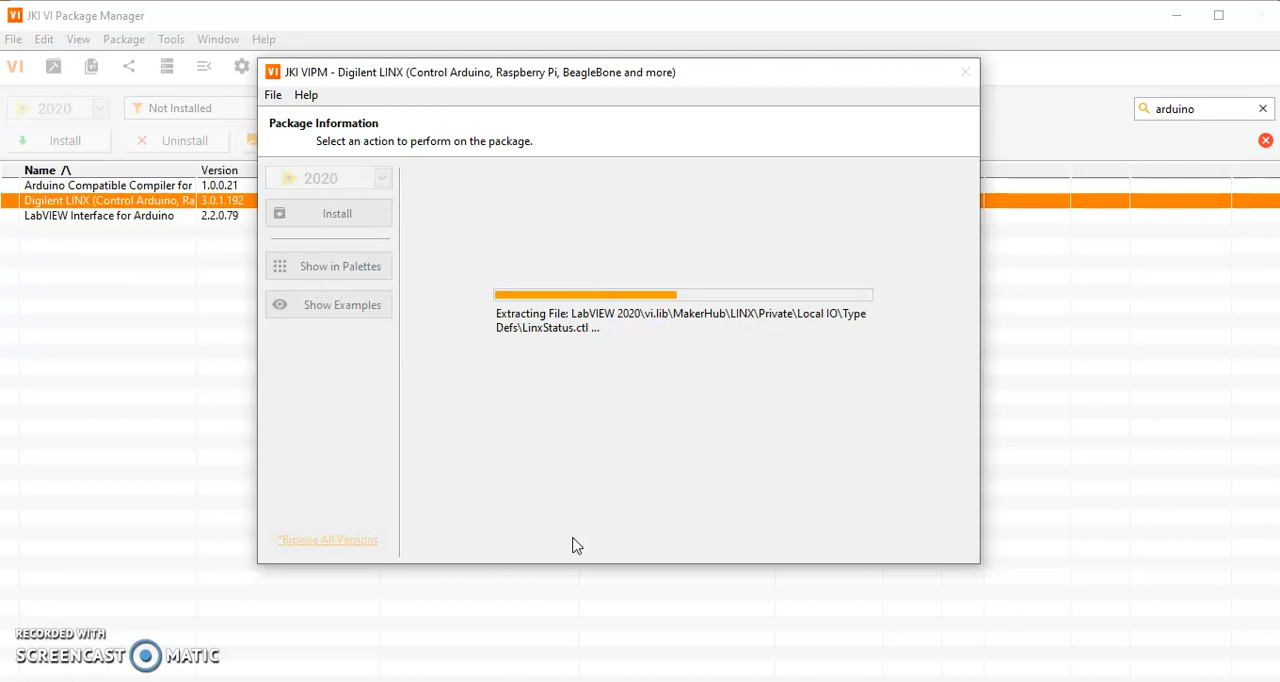 VI JKI VI Package Manager
File Edit View Package Tools Window Help
VI
2020 Not Installed arduino
Install Uninstall
Name /\ Version
Arduino Compatible Compiler for 1.0.0.21
Digilent LINX (Control Arduino, Ra 3.0.1.192
LabVIEW Interface for Arduino 2.2.0.79
VI JKI VIPM - Digilent LINX (Control Arduino, Raspberry Pi, BeagleBone and more)
File Help
Package Information
Select an action to perform on the package.
2020
Install
Show in Palettes
Show Examples
*Browse All Versions
Extracting File: LabVIEW 2020\vi.lib\MakerHub\LINX\Private\Local IO\Type
Defs\LinxStatus.ctl ...
RECORDED WITH
SCREENCAST MATIC